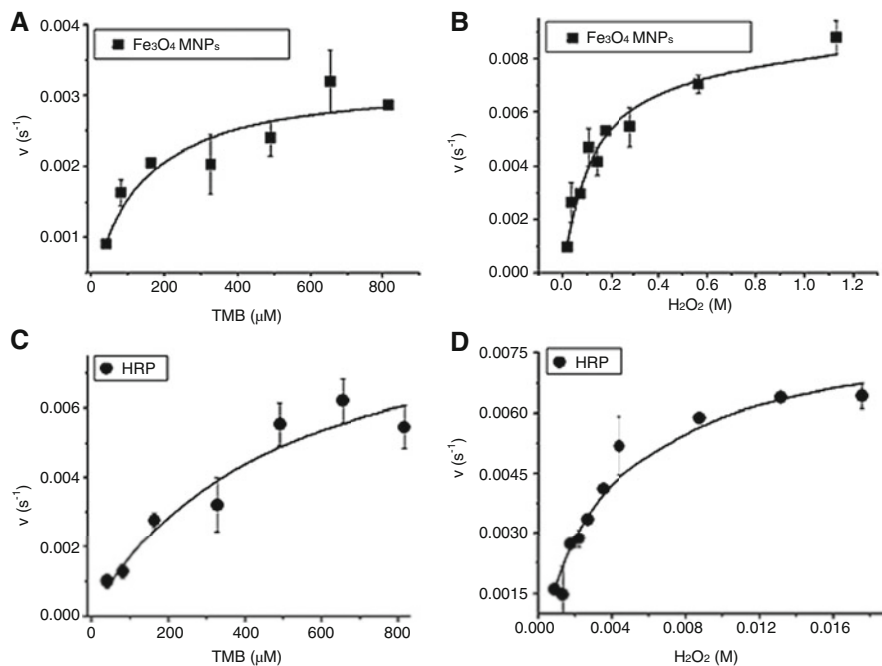 A
Fe₃O₄ MNPs
0.004
0.003
0.002
0.001
v (s⁻¹)
0 200 400 600 800
TMB (μM)
B
Fe₃O₄ MNPs
0.008
0.006
0.004
0.002
0.000
v (s⁻¹)
0.0 0.2 0.4 0.6 0.8 1.0 1.2
H₂O₂ (M)
C
HRP
0.006
0.004
0.002
0.000
v (s⁻¹)
0 200 400 600 800
TMB (μM)
D
HRP
0.0075
0.0060
0.0045
0.0030
0.0015
v (s⁻¹)
0.000 0.004 0.008 0.012 0.016
H₂O₂ (M)